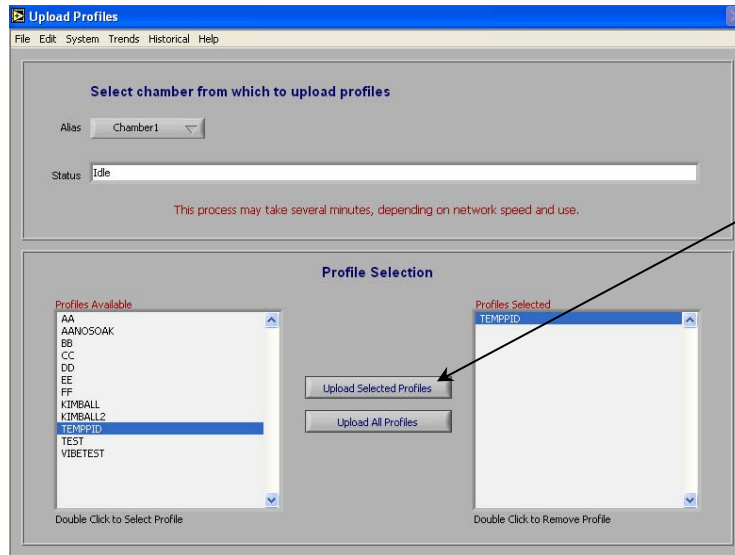 Upload Profiles
File Edit System Trends Historical Help
Select chamber from which to upload profiles
Alias Chamber1
Status Idle
This process may take several minutes, depending on network speed and use.
Profile Selection
Profiles Available
AA
AANOSOAK
BB
CC
DD
EE
FF
KIMBALL
KIMBALL2
TEMPPID
TEST
VIBETEST
Double Click to Select Profile
Upload Selected Profiles
Upload All Profiles
Profiles Selected
TEMPPID
Double Click to Remove Profile